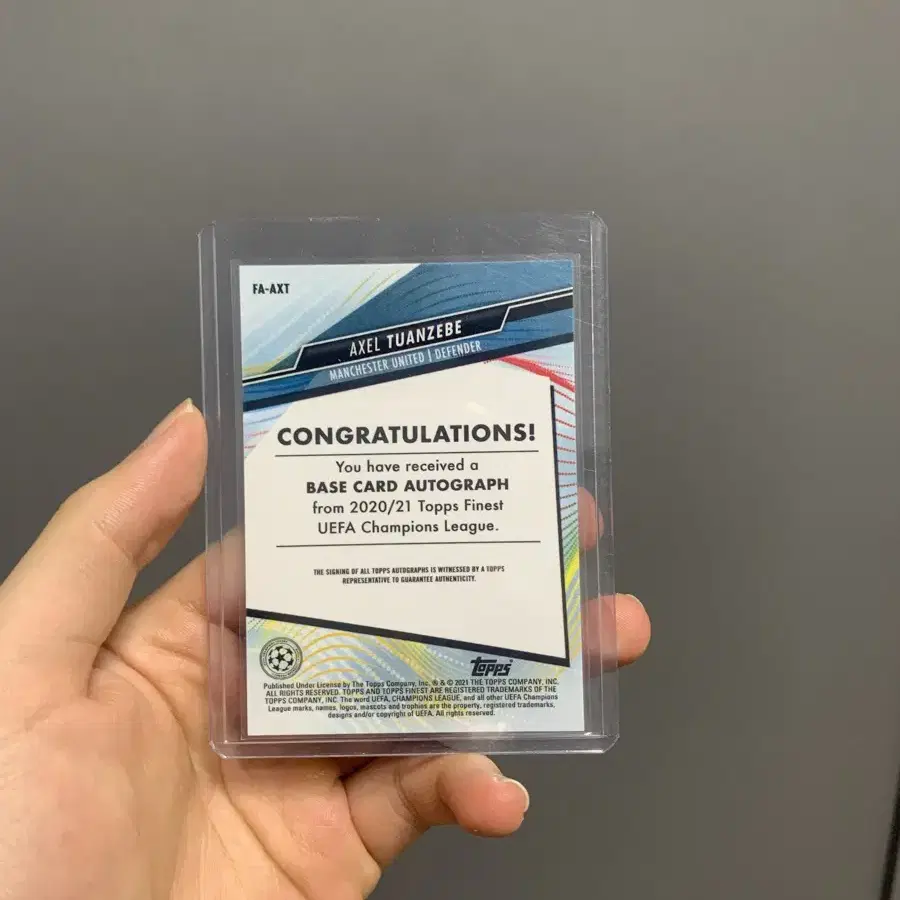 FA-AXT
AXEL TUANZEBE
MANCHESTER UNITED | DEFENDER
CONGRATULATIONS!
You have received a
BASE CARD AUTOGRAPH
from 2020/21 Topps Finest
UEFA Champions League.
THE SIGNING OF ALL TOPPS AUTOGRAPHS IS WITNESSED BY A TOPPS
REPRESENTATIVE TO GUARANTEE AUTHENTICITY.
Topps
Published Under License by The Topps Company, Inc. ® & © 2021 THE TOPPS COMPANY, INC.
ALL RIGHTS RESERVED. TOPPS AND TOPPS FINEST ARE REGISTERED TRADEMARKS OF THE
TOPPS COMPANY, INC. The word UEFA, CHAMPIONS LEAGUE, and all other UEFA Champions
League marks, names, logos, mascots and trophies are the property, registered trademarks,
designs and/or copyright of UEFA. All rights reserved.